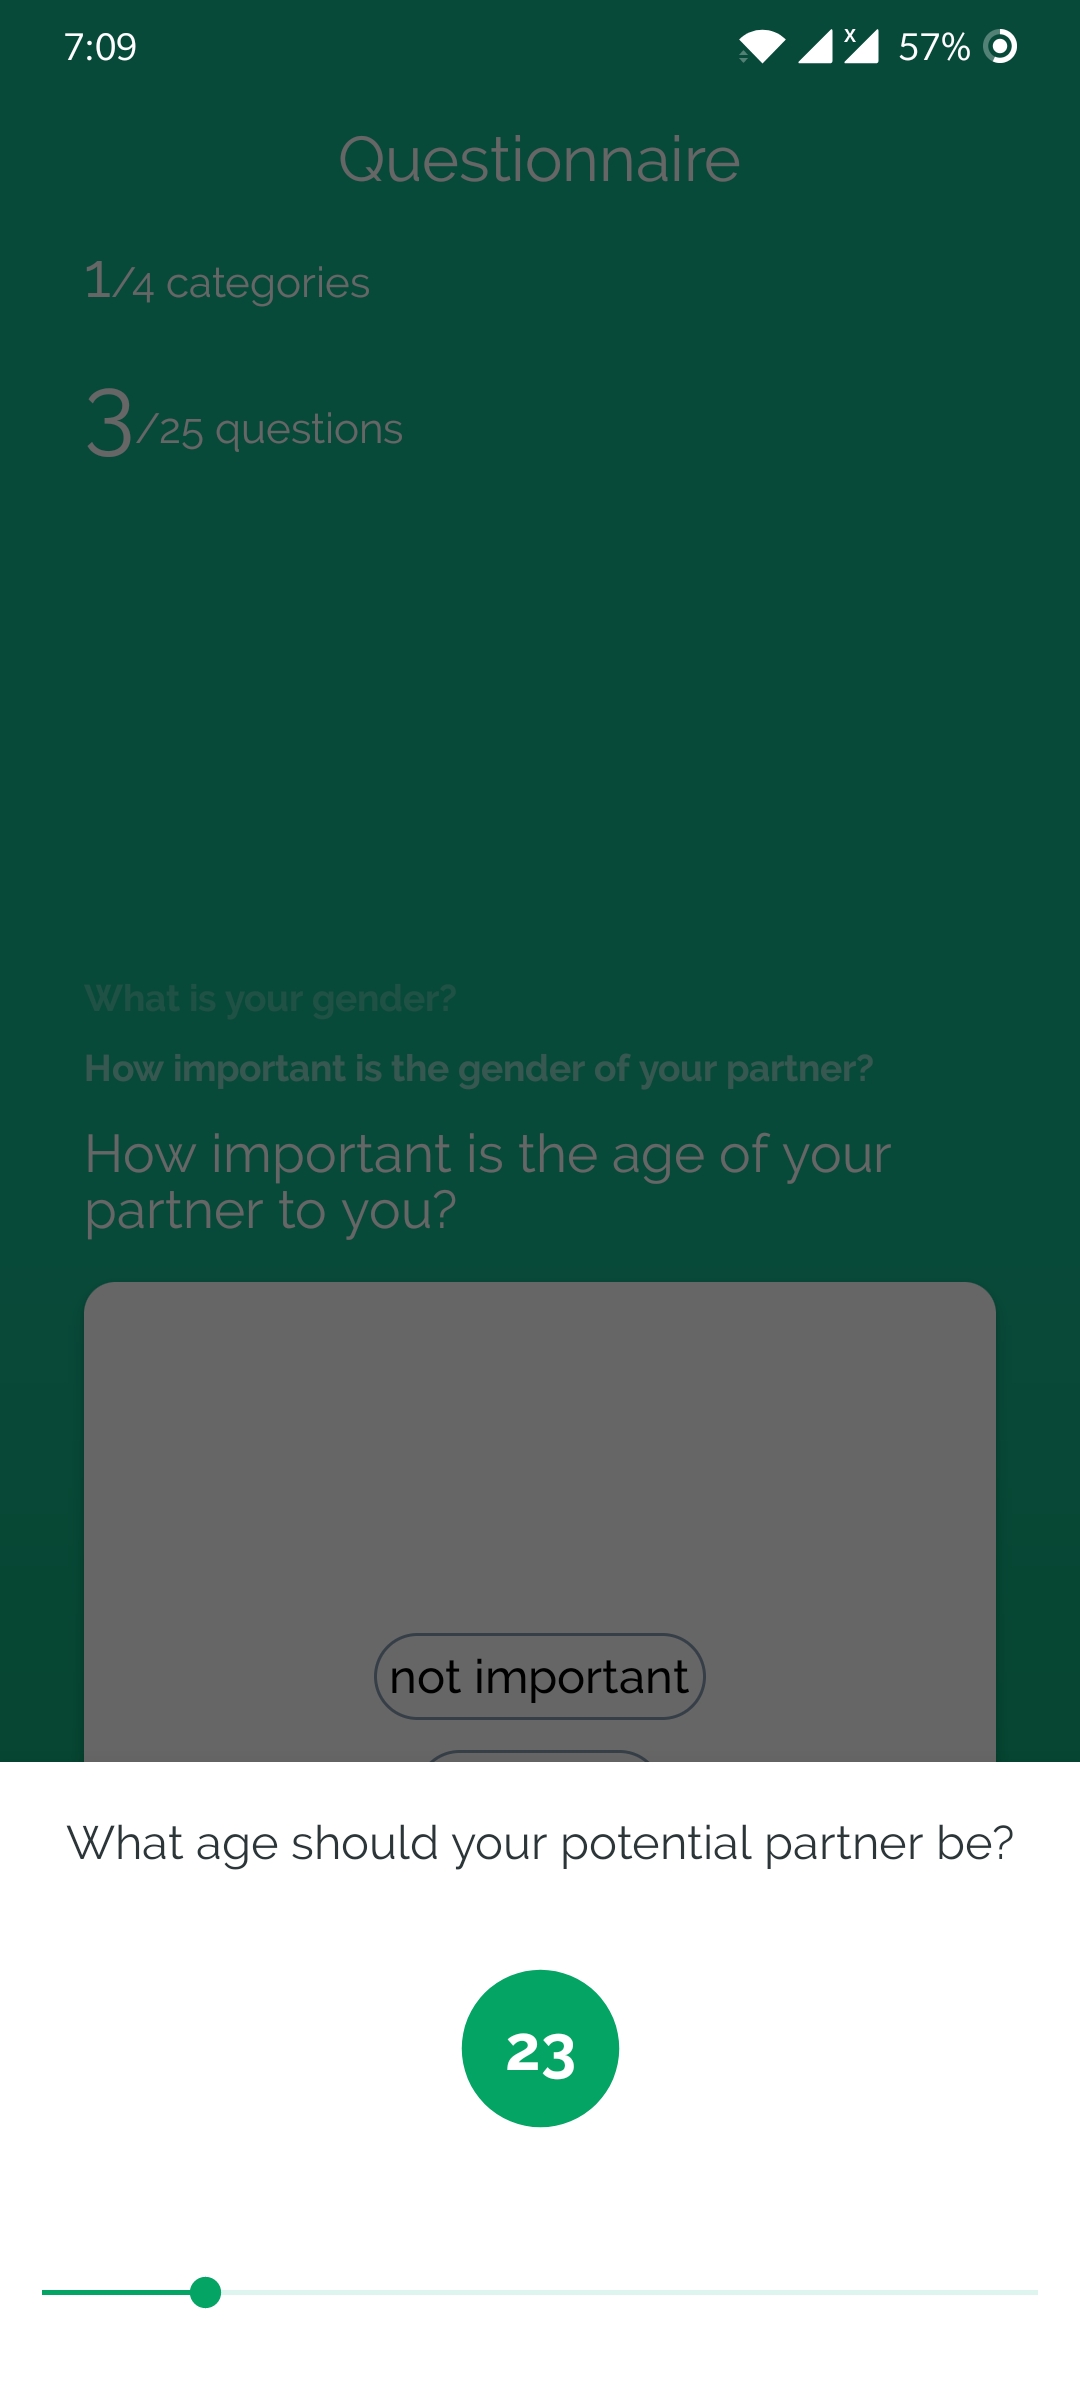 7:09
x
57%
Questionnaire
1/4 categories
3/25 questions
What is your gender?
How important is the gender of your partner?
How important is the age of your
partner to you?
not important
What age should your potential partner be?
23